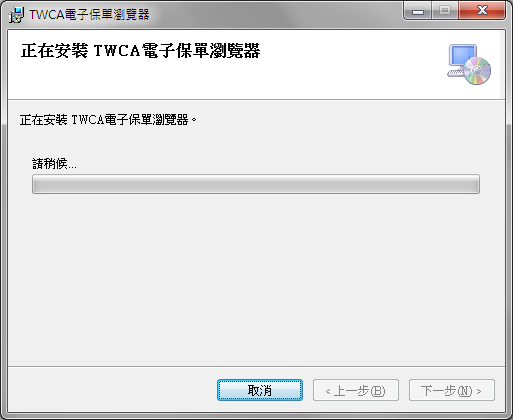 TWCA電子保單瀏覽器
正在安裝 TWCA電子保單瀏覽器
正在安裝 TWCA電子保單瀏覽器。
請稍候...
取消
< 上一步(B)
下一步(N) >